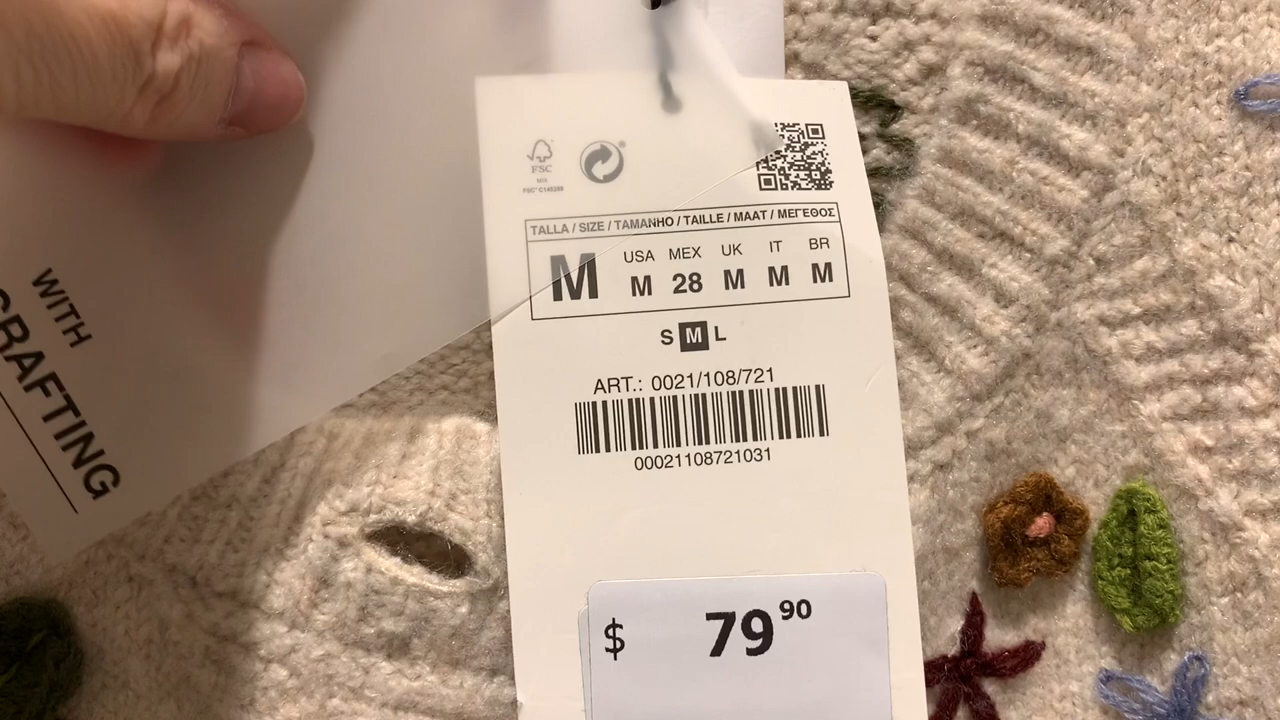 WITH
CRAFTING
FSC
MIX
FSC® C145389
TALLA / SIZE / TAMANHO / TAILLE / MAAT / ΜΕΓΕΘΟΣ
M
USA MEX UK IT BR
M 28 M M M
S M L
ART.: 0021/108/721
00021108721031
$ 79 90